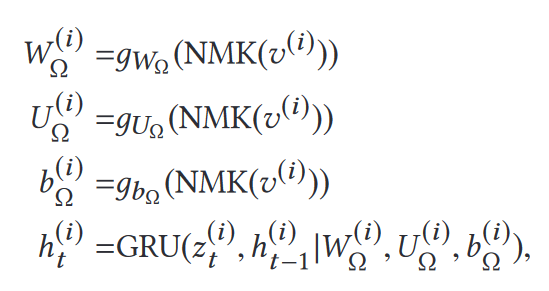 W_Ω^(i) =g_{W_Ω}(NMK(v^(i)))
U_Ω^(i) =g_{U_Ω}(NMK(v^(i)))
b_Ω^(i) =g_{b_Ω}(NMK(v^(i)))
h_t^(i) =GRU(z_t^(i), h_{t−1}^(i)|W_Ω^(i), U_Ω^(i), b_Ω^(i)),